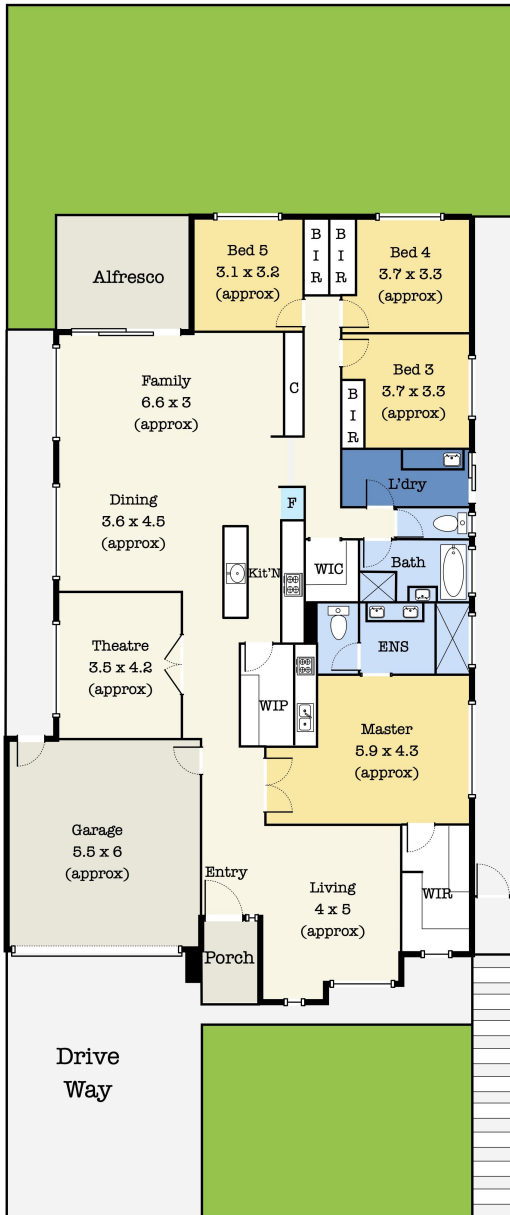 Alfresco
Bed 5
3.1 x 3.2
(approx)
B
I
R
B
I
R
Bed 4
3.7 x 3.3
(approx)
Family
6.6 x 3
(approx)
C
Bed 3
3.7 x 3.3
(approx)
B
I
R
Dining
3.6 x 4.5
(approx)
F
L'dry
Kit'N
WIC
Bath
Theatre
3.5 x 4.2
(approx)
ENS
WIP
Master
5.9 x 4.3
(approx)
Garage
5.5 x 6
(approx)
Entry
Living
4 x 5
(approx)
WIR
Porch
Drive
Way